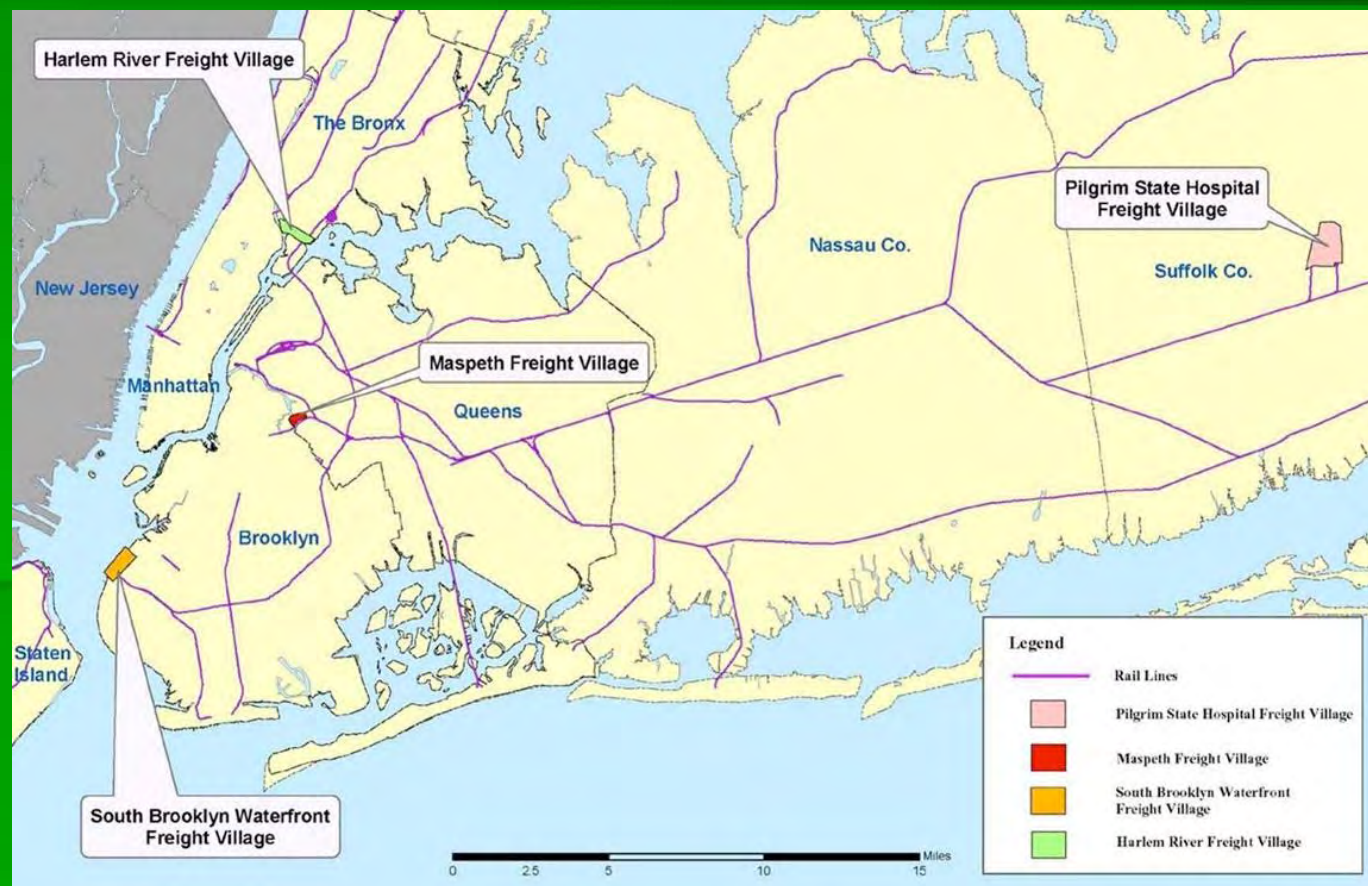 Harlem River Freight Village
The Bronx
Pilgrim State Hospital
Freight Village
Nassau Co.
Suffolk Co.
New Jersey
Maspeth Freight Village
Manhattan
Queens
Brooklyn
Staten
Island
South Brooklyn Waterfront
Freight Village
Legend
Rail Lines
Pilgrim State Hospital Freight Village
Maspeth Freight Village
South Brooklyn Waterfront
Freight Village
Harlem River Freight Village
Miles
0 2.5 5 10 15